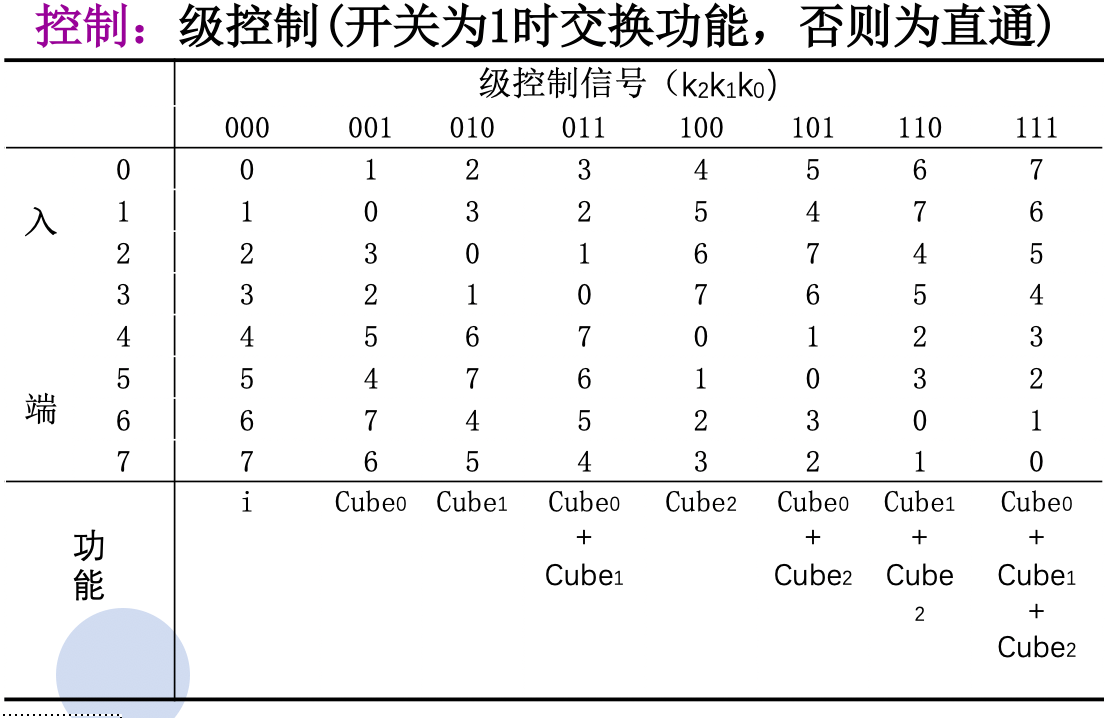 控制：级控制(开关为1时交换功能，否则为直通)
级控制信号（k2k1k0)
000 001 010 011 100 101 110 111
0 0 1 2 3 4 5 6 7
入 1 1 0 3 2 5 4 7 6
2 2 3 0 1 6 7 4 5
3 3 2 1 0 7 6 5 4
4 4 5 6 7 0 1 2 3
5 5 4 7 6 1 0 3 2
端 6 6 7 4 5 2 3 0 1
7 7 6 5 4 3 2 1 0
i Cube0 Cube1 Cube0 Cube2 Cube0 Cube1 Cube0
功 + + + +
能 Cube1 Cube2 Cube Cube1
2 +
Cube2